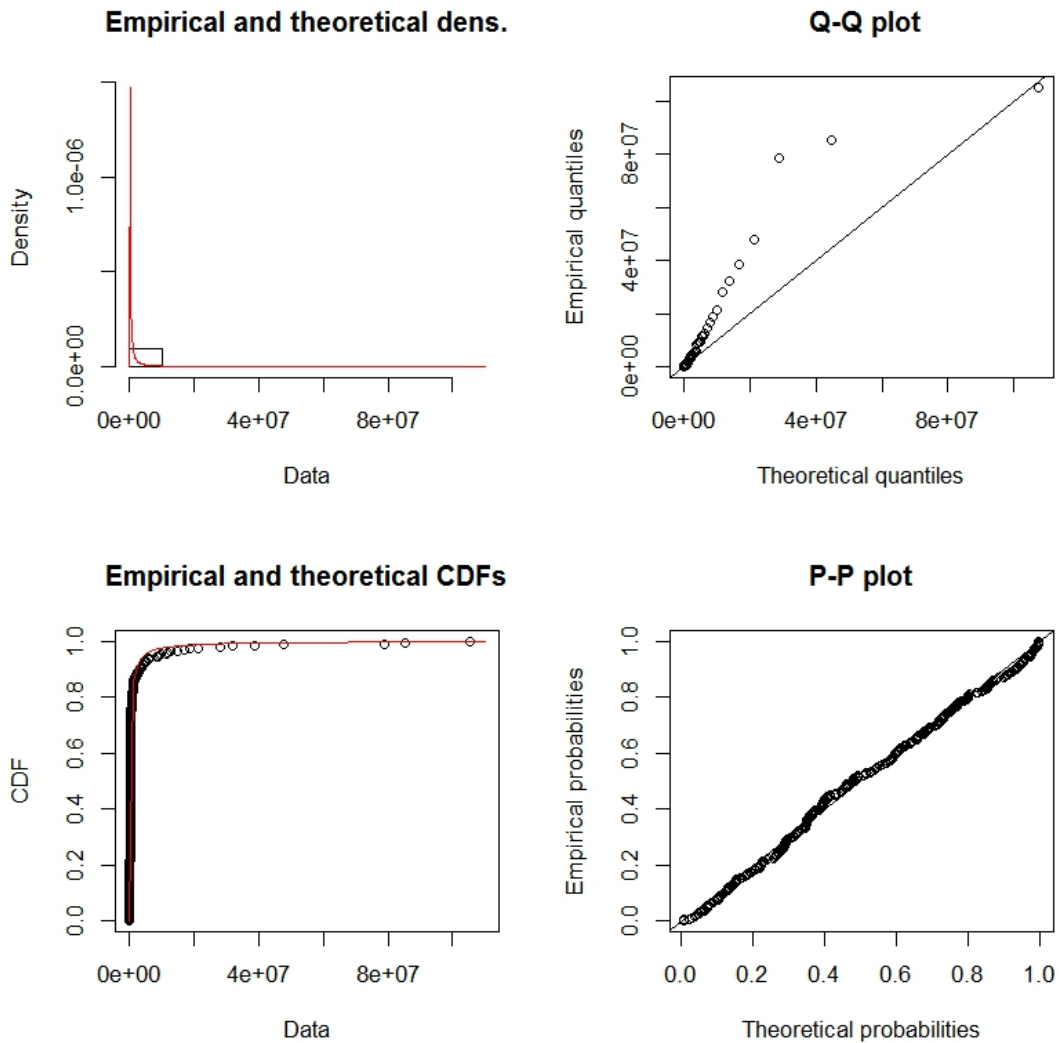 Empirical and theoretical dens.
Density
0.0e+00
1.0e-06
0e+00 4e+07 8e+07
Data
Q-Q plot
Empirical quantiles
0e+00
4e+07
8e+07
0e+00 4e+07 8e+07
Theoretical quantiles
Empirical and theoretical CDFs
CDF
0.0
0.2
0.4
0.6
0.8
1.0
0e+00 4e+07 8e+07
Data
P-P plot
Empirical probabilities
0.0
0.2
0.4
0.6
0.8
1.0
0.0 0.2 0.4 0.6 0.8 1.0
Theoretical probabilities